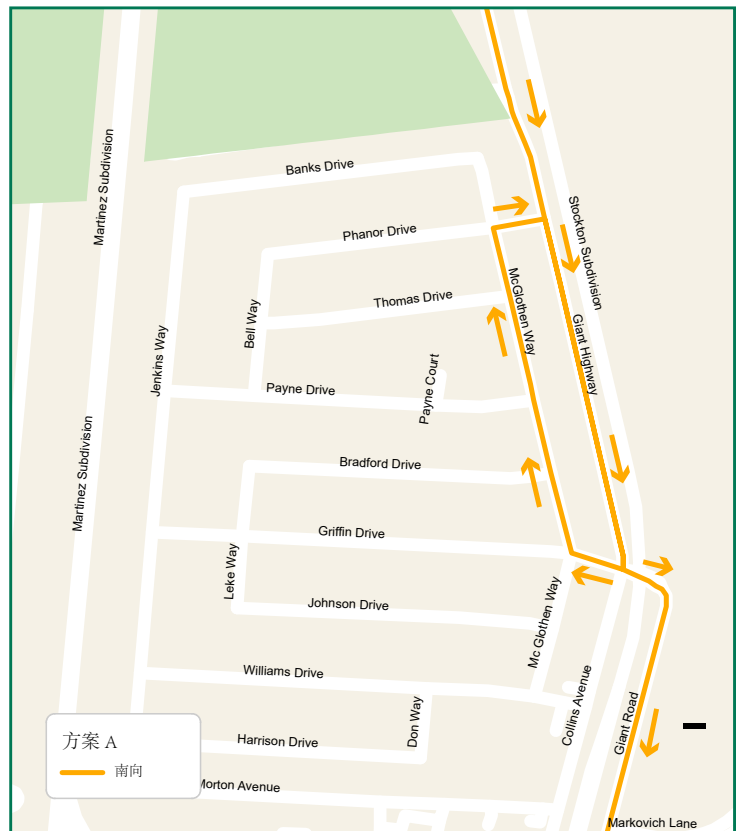 Martinez Subdivision
Banks Drive
Stockton Subdivision
Phanor Drive
McGlothen Way
Thomas Drive
Bell Way
Giant Highway
Jenkins Way
Payne Drive
Payne Court
Martinez Subdivision
Bradford Drive
Griffin Drive
Leke Way
Johnson Drive
Mc Glothen Way
Williams Drive
Don Way
Collins Avenue
Giant Road
方案 A
南向
Harrison Drive
Morton Avenue
Markovich Lane